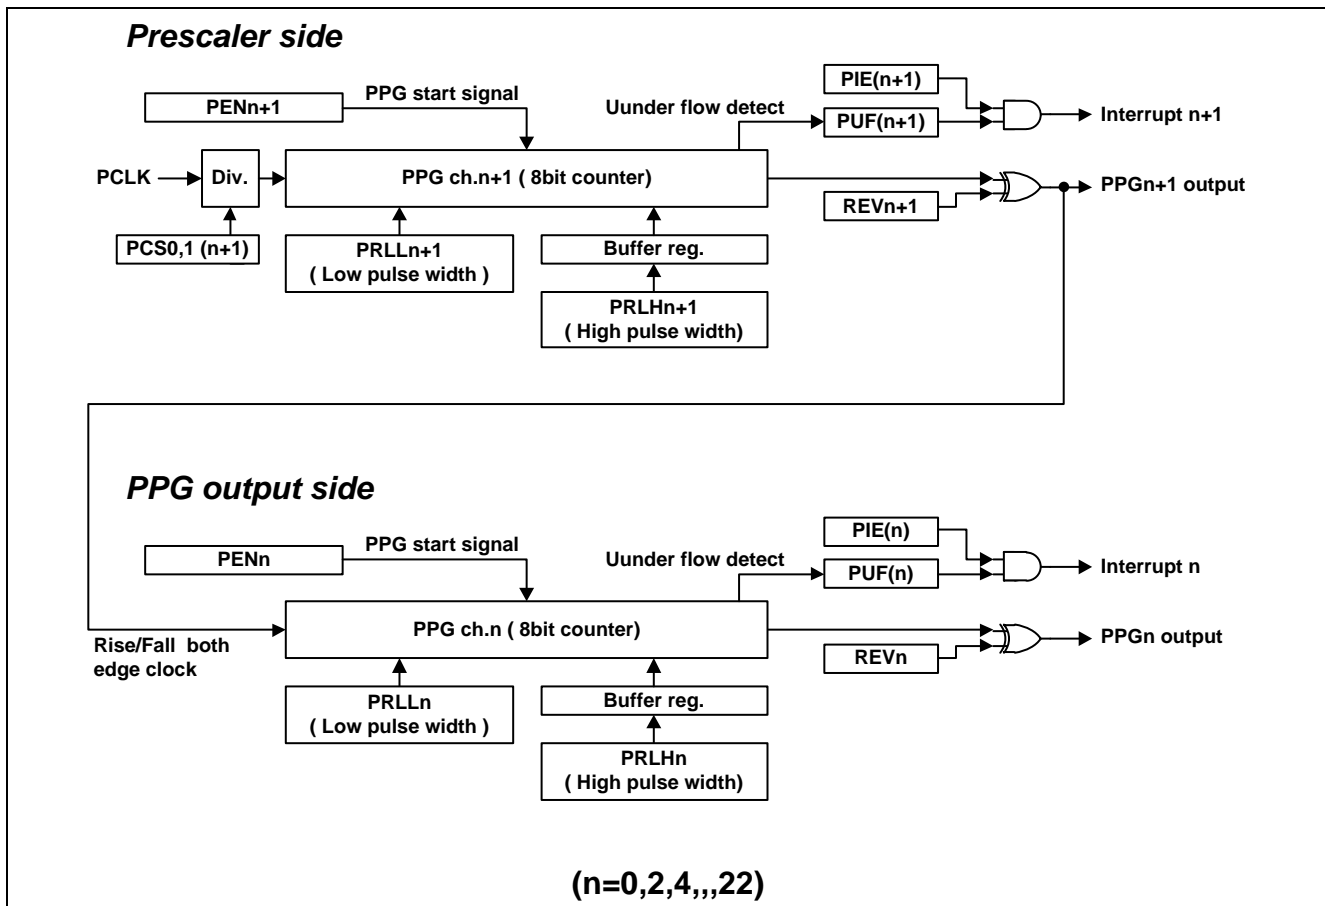 Prescaler side
PIE(n+1)
PENn+1
PPG start signal
Uunder flow detect
PUF(n+1)
Interrupt n+1
PCLK
Div.
PPG ch.n+1 ( 8bit counter)
PPGn+1 output
REVn+1
PCS0,1 (n+1)
PRLLn+1
( Low pulse width )
Buffer reg.
PRLHn+1
( High pulse width)
PPG output side
PIE(n)
PENn
PPG start signal
Uunder flow detect
PUF(n)
Interrupt n
PPG ch.n ( 8bit counter)
PPGn output
Rise/Fall both
edge clock
REVn
PRLLn
( Low pulse width )
Buffer reg.
PRLHn
( High pulse width)
(n=0,2,4,,,22)